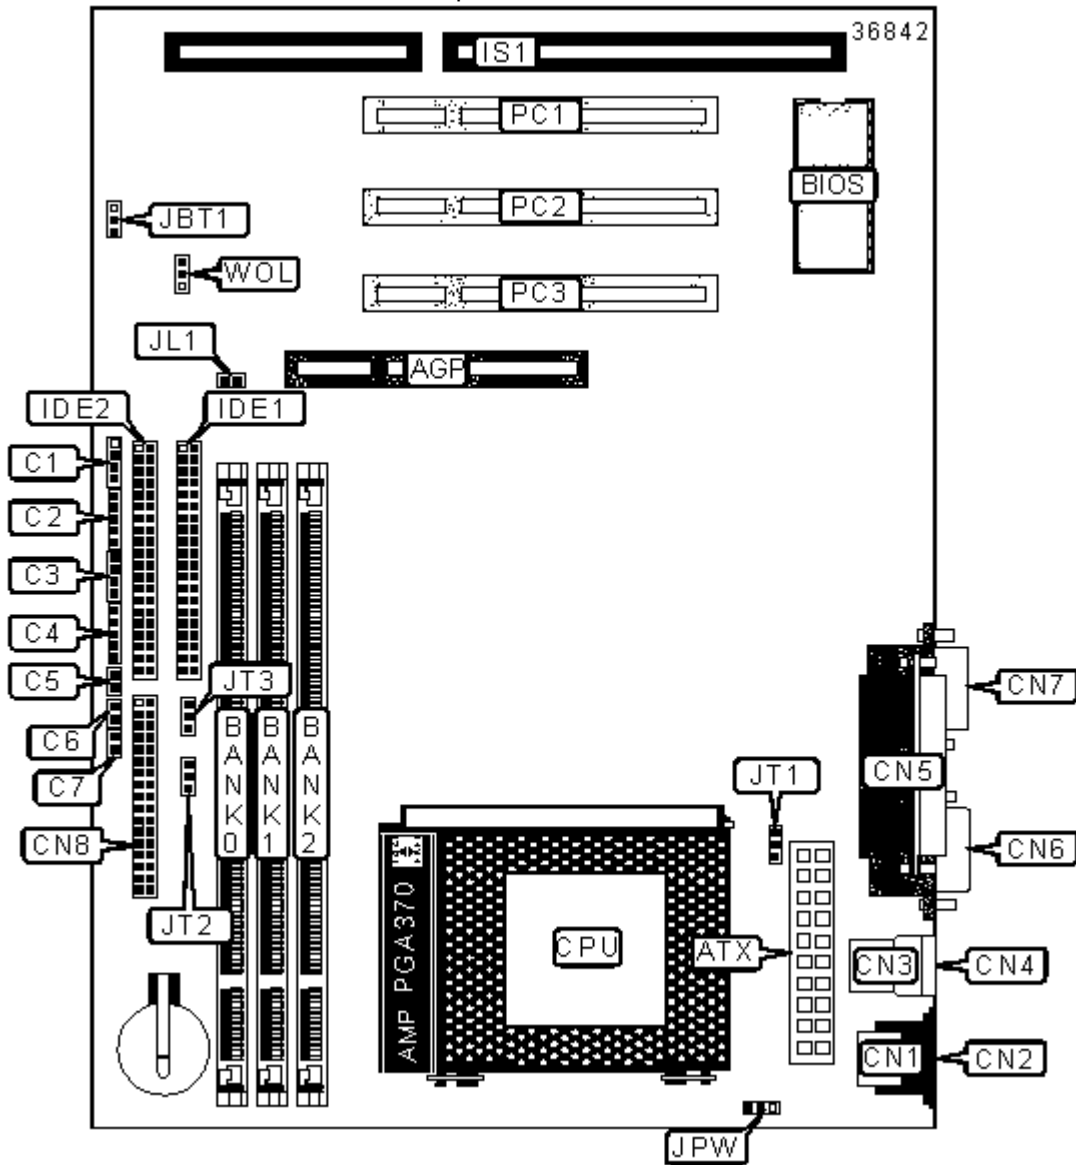 36842
IS1
PC1
BIOS
PC2
JBT1
WOL
PC3
JL1
AGP
IDE2
IDE1
C1
C2
C3
C4
C5
JT3
CN7
C6
BANK0
BANK1
BANK2
C7
JT1
CN5
CN8
CN6
JT2
AMP PGA370
CPU
ATX
CN3
CN4
CN1
CN2
JPW